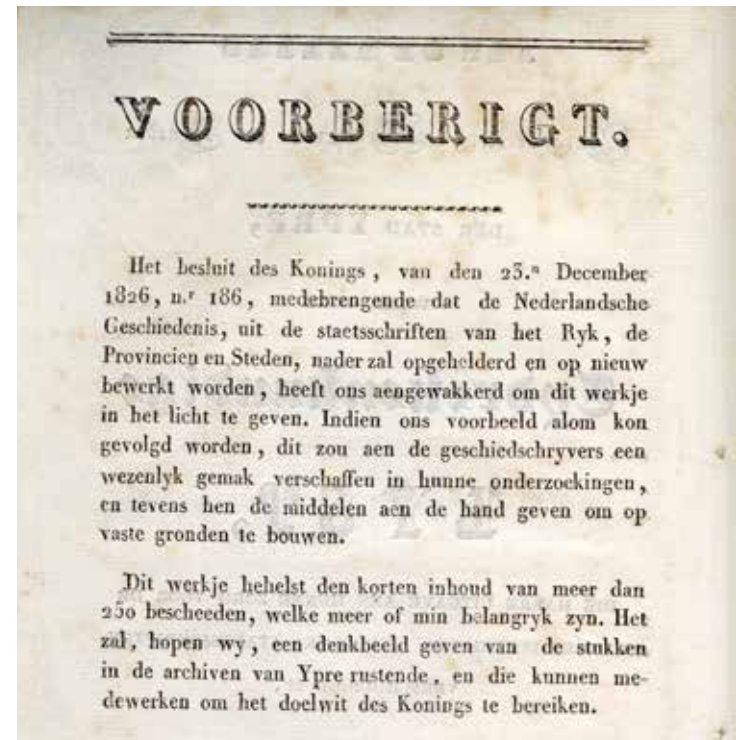 VOORBERIGT.
Het besluit des Konings, van den 23.n December
1826, n.r 186, medebrengende dat de Nederlandsche
Geschiedenis, uit de staetsschriften van het Ryk, de
Provincien en Steden, nader zal opgehelderd en op nieuw
bewerkt worden, heeft ons aengewakkerd om dit werkje
in het licht te geven. Indien ons voorbeeld alom kon
gevolgd worden, dit zou aen de geschiedschryvers een
wezenlyk gemak verschaffen in hunne onderzoekingen,
en tevens hen de middelen aen de hand geven om op
vaste gronden te bouwen.
Dit werkje behelst den korten inhoud van meer dan
250 bescheeden, welke meer of min belangryk zyn. Het
zal, hopen wy, een denkbeeld geven van de stukken
in de archiven van Ypre rustende, en die kunnen me-
dewerken om het doelwit des Konings te bereiken.